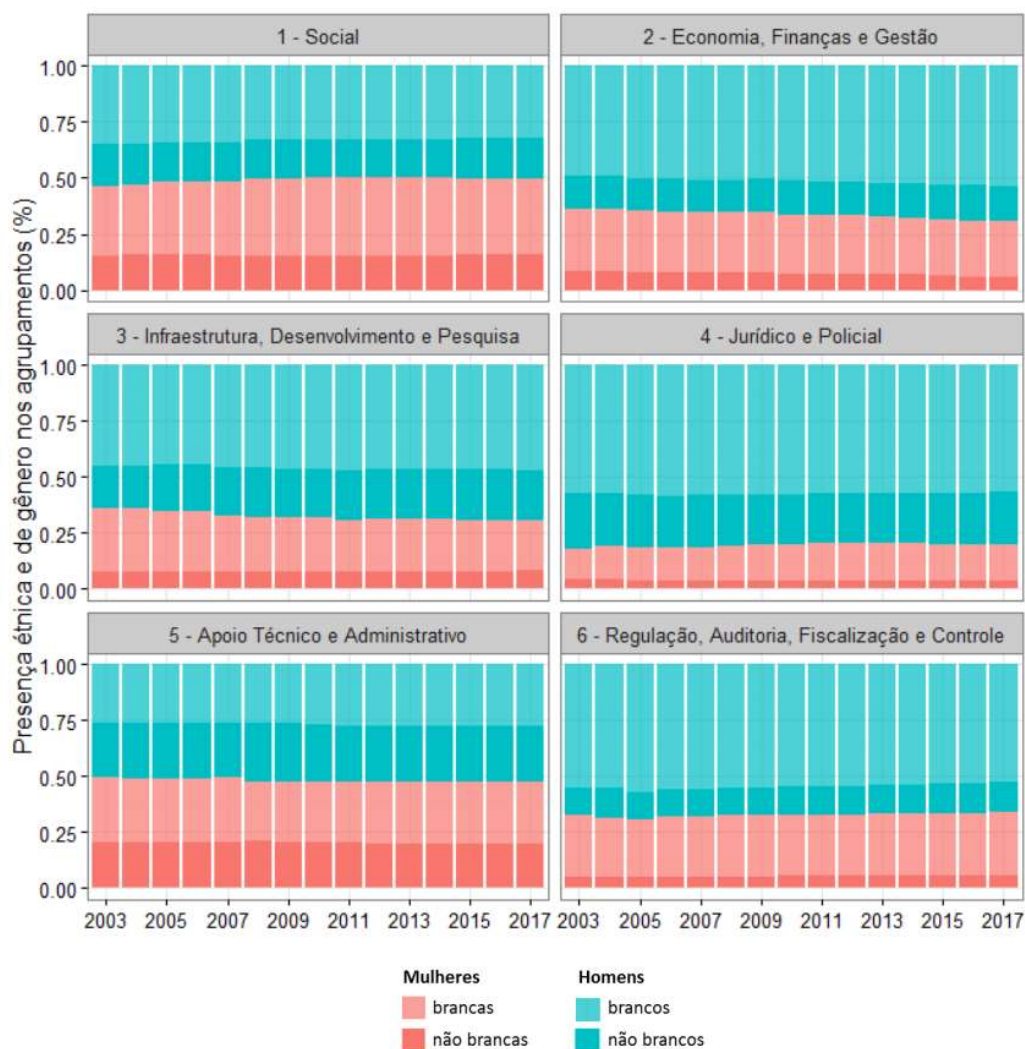 Presença étnica e de gênero nos agrupamentos (%)
1 - Social
2 - Economia, Finanças e Gestão
1.00
0.75
0.50
0.25
0.00
3 - Infraestrutura, Desenvolvimento e Pesquisa
4 - Jurídico e Policial
1.00
0.75
0.50
0.25
0.00
5 - Apoio Técnico e Administrativo
6 - Regulação, Auditoria, Fiscalização e Controle
1.00
0.75
0.50
0.25
0.00
2003 2005 2007 2009 2011 2013 2015 2017
2003 2005 2007 2009 2011 2013 2015 2017
Mulheres Homens
brancas brancos
não brancas não brancos